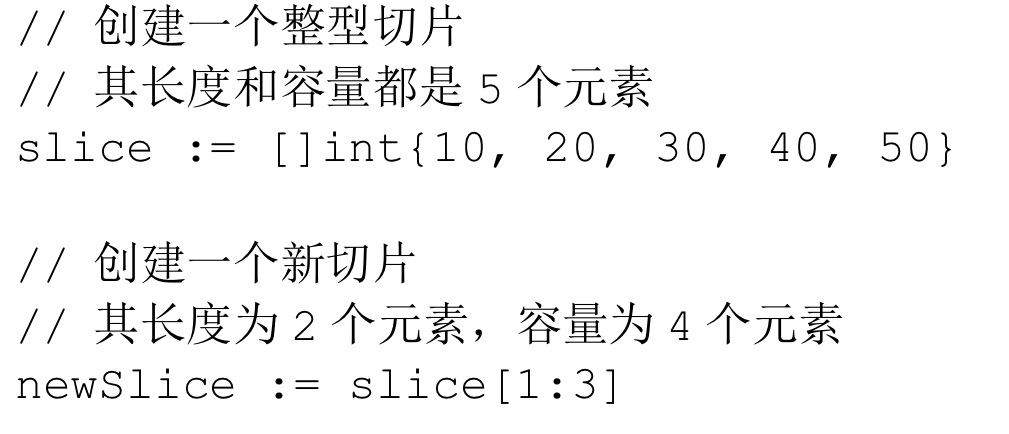 // 创建一个整型切片
// 其长度和容量都是 5 个元素
slice := []int{10, 20, 30, 40, 50}
// 创建一个新切片
// 其长度为 2 个元素，容量为 4 个元素
newSlice := slice[1:3]